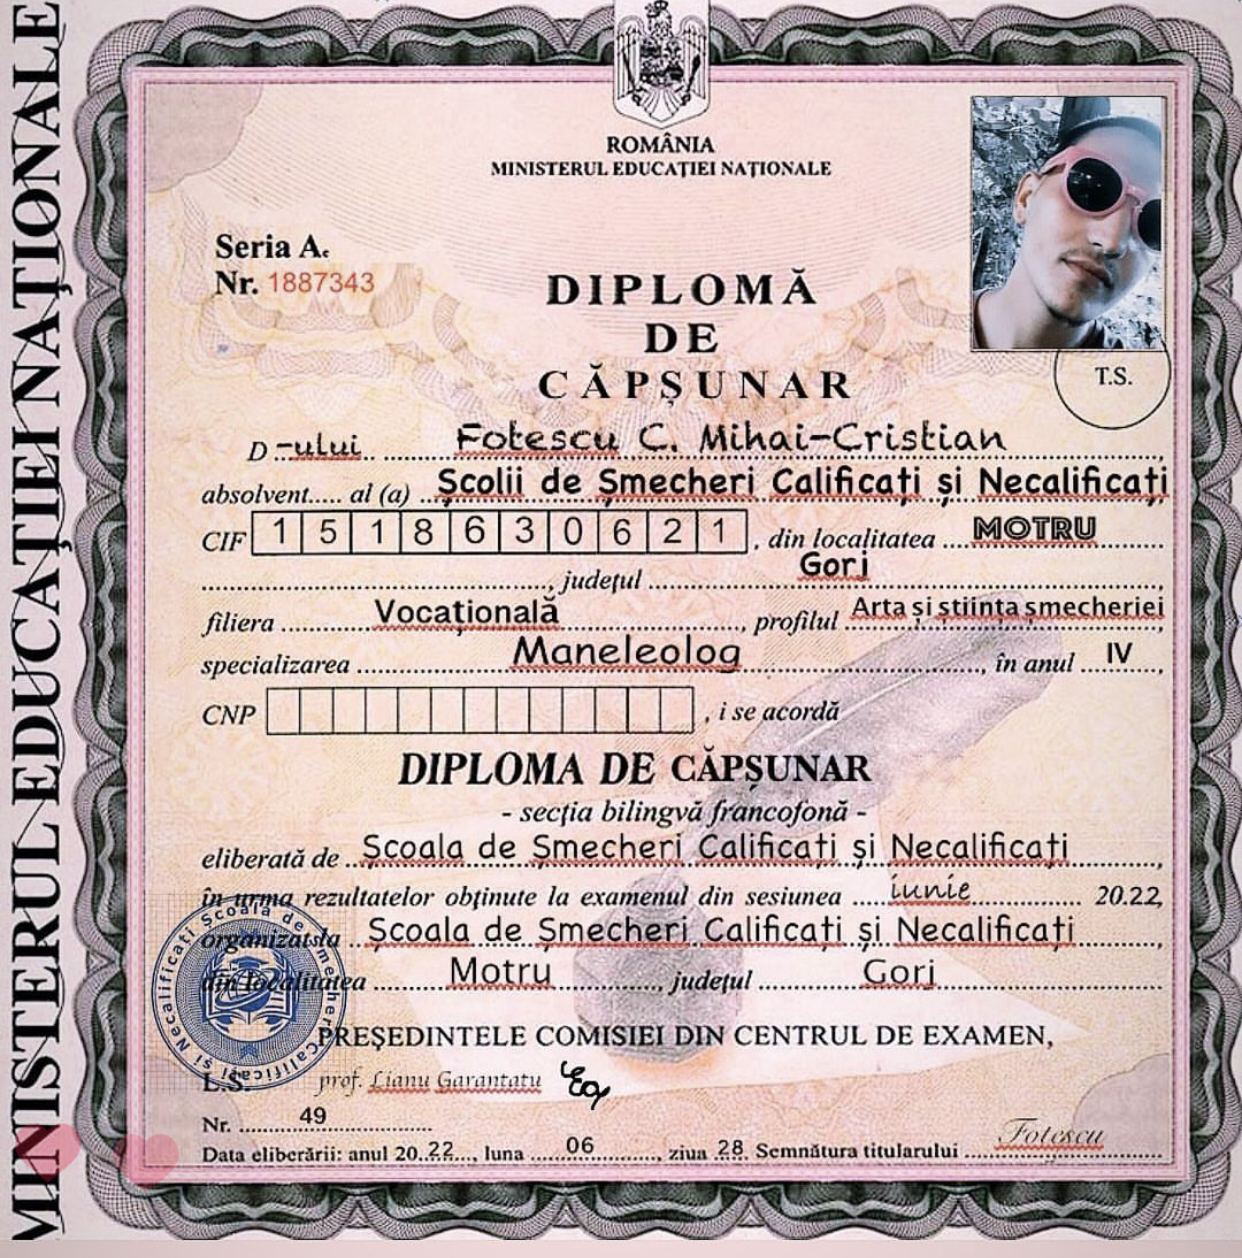 MINISTERUL EDUCAȚIEI NAȚIONALE
ROMÂNIA
MINISTERUL EDUCAȚIEI NAȚIONALE
Seria A.
Nr. 1887343
DIPLOMĂ
DE
CĂPȘUNAR
T.S.
D -ului Fotescu C. Mihai-Cristian
absolvent..... al (a) Școlii de Șmecheri Calificați și Necalificați
CIF 1 5 1 8 6 3 0 6 2 1 , din localitatea MOTRU
, județul Gorj ,
filiera Vocațională , profilul Arta și știința șmecheriei ,
specializarea Maneleolog , în anul IV ,
CNP , i se acordă
DIPLOMA DE CĂPȘUNAR
- secția bilingvă francofonă -
eliberată de Școala de Șmecheri Calificați și Necalificați ,
în urma rezultatelor obținute la examenul din sesiunea iunie 20.22,
organizatsla Școala de Șmecheri Calificați și Necalificați ,
din localitatea Motru , județul Gorj
Școala de Șmecheri Calificați și Necalificați
PREȘEDINTELE COMISIEI DIN CENTRUL DE EXAMEN,
L.S. prof. Lianu Garantatu
Nr. 49
Data eliberării: anul 20..22..., luna 06 , ziua 28. Semnătura titularului Fotescu